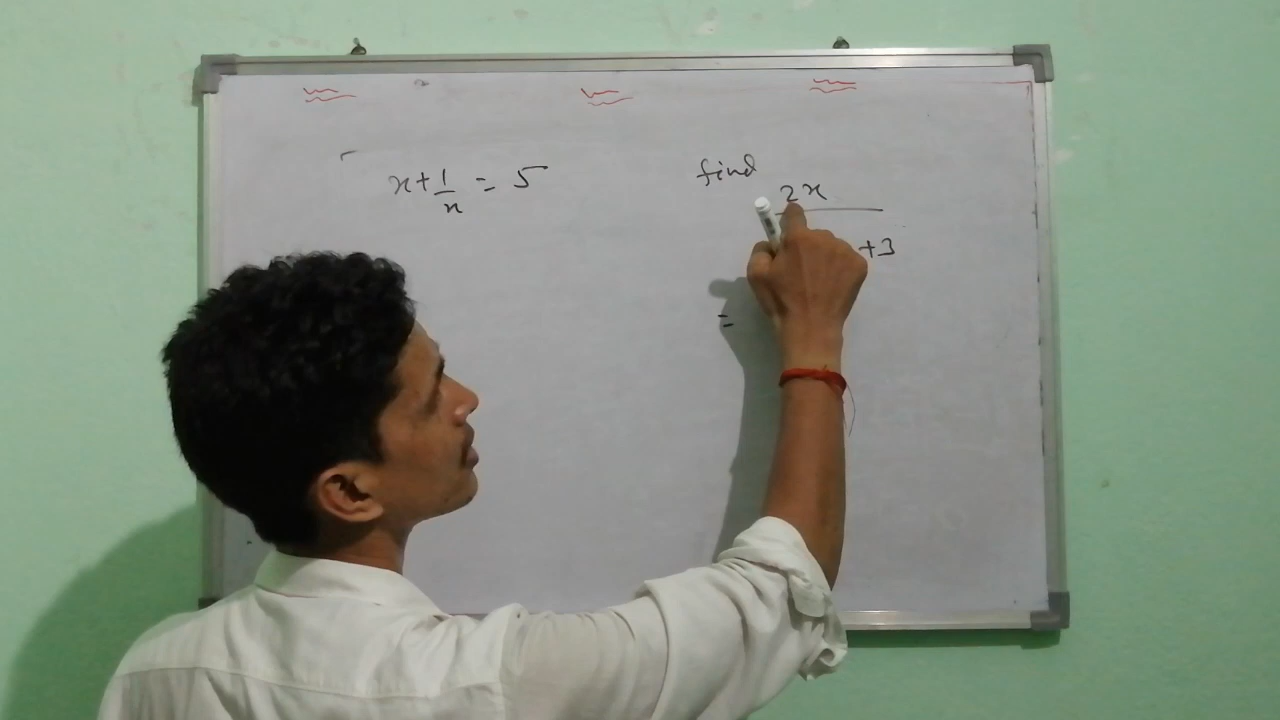 x + 1/x = 5
find
2x
+3
=